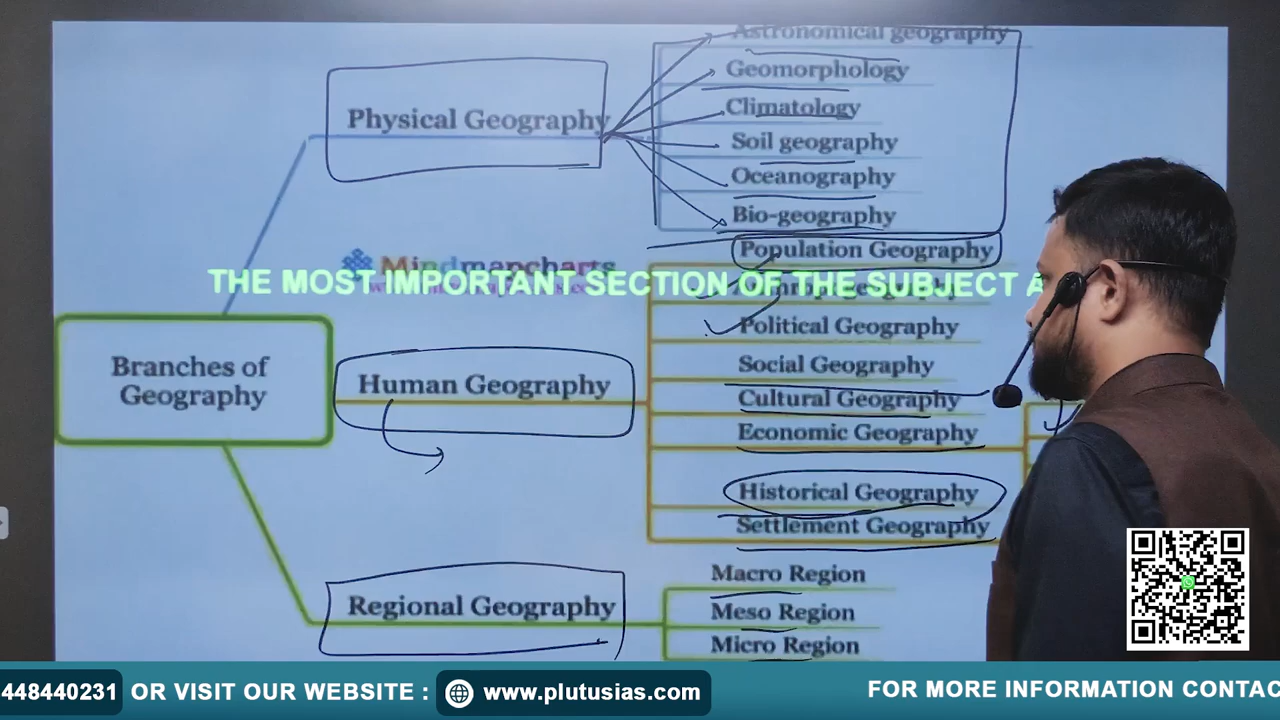 Astronomical geography
Geomorphology
Physical Geography
Climatology
Soil geography
Oceanography
Bio-geography
Population Geography
Mindmapcharts
THE MOST IMPORTANT SECTION OF THE SUBJECT A
Political Geography
Branches of
Geography
Social Geography
Human Geography
Cultural Geography
Economic Geography
Historical Geography
Settlement Geography
Macro Region
Regional Geography
Meso Region
Micro Region
448440231 OR VISIT OUR WEBSITE : www.plutusias.com FOR MORE INFORMATION CONTAC